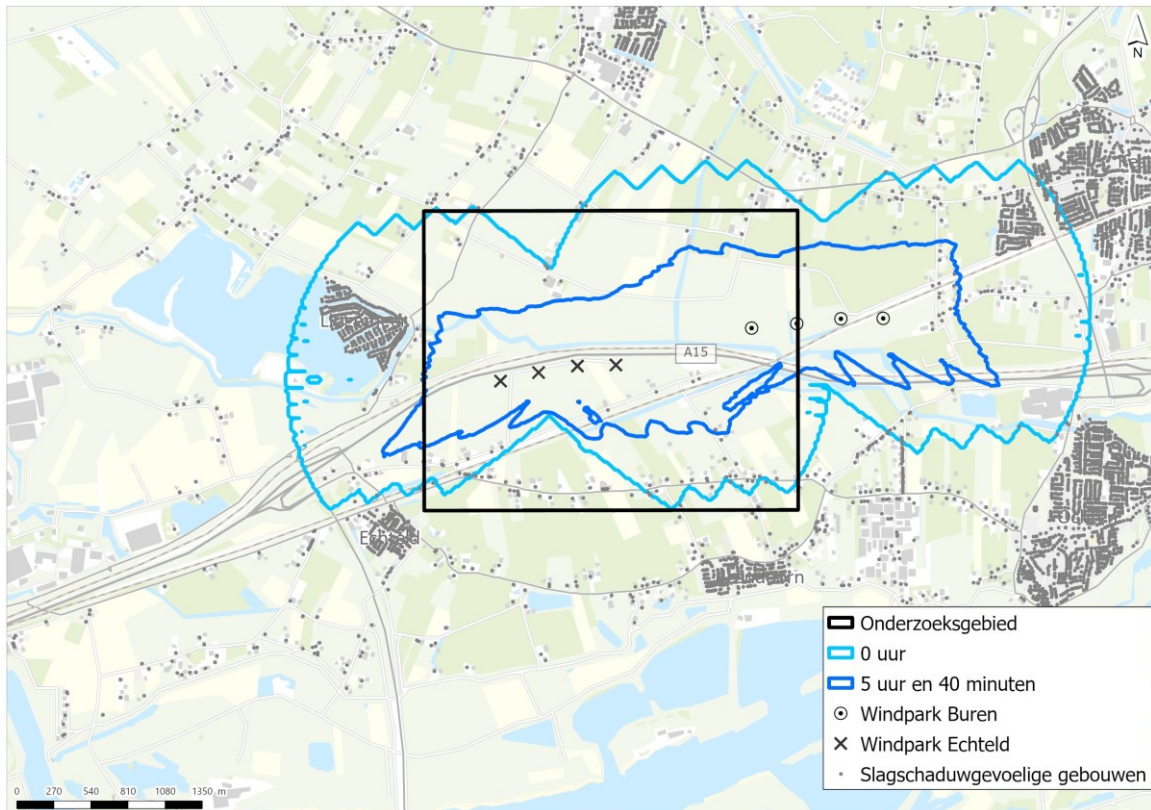 N
A15
Echteld
Onderzoeksgebied
0 uur
5 uur en 40 minuten
Windpark Buren
Windpark Echteld
Slagschaduwgevoelige gebouwen
0 270 540 810 1080 1350 m